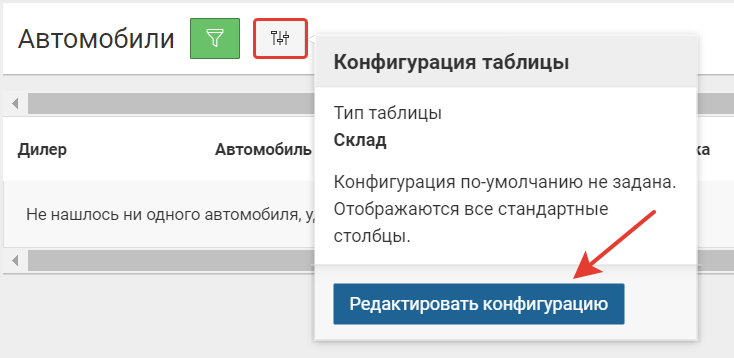 Автомобили
Конфигурация таблицы
Тип таблицы
Склад
Конфигурация по-умолчанию не задана.
Отображаются все стандартные
столбцы.
Редактировать конфигурацию
Дилер Автомобиль
Не нашлось ни одного автомобиля,